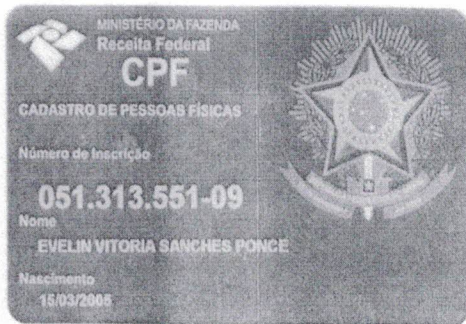 MINISTÉRIO DA FAZENDA
Receita Federal
CPF
CADASTRO DE PESSOAS FÍSICAS
Número de Inscrição
051.313.551-09
Nome
EVELIN VITORIA SANCHES PONCE
Nascimento
15/03/2005